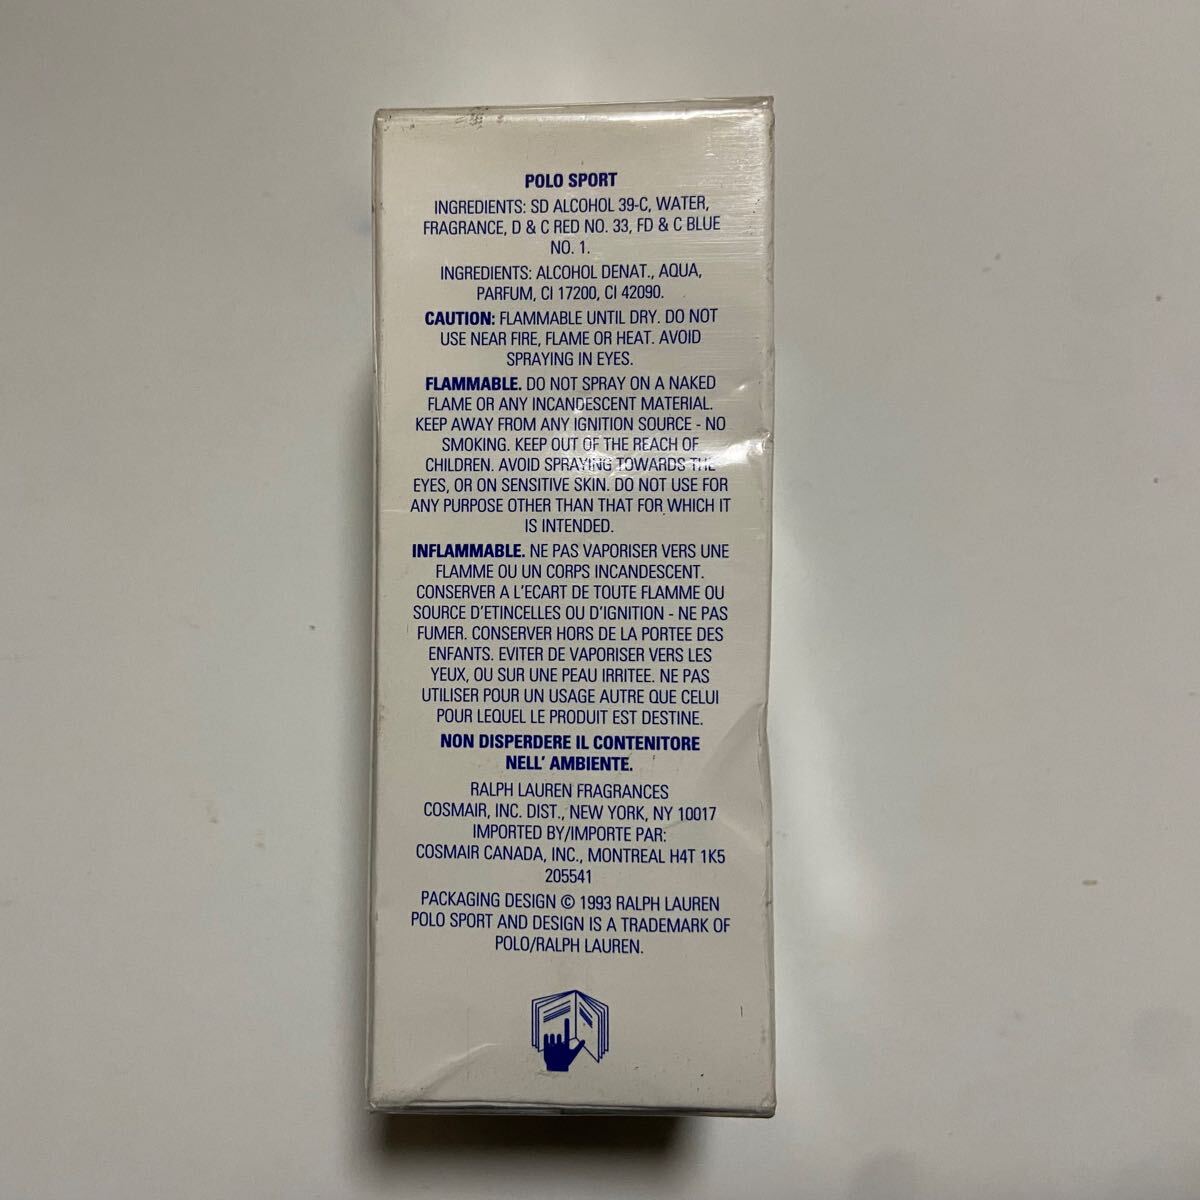 POLO SPORT
INGREDIENTS: SD ALCOHOL 39-C, WATER,
FRAGRANCE, D & C RED NO. 33, FD & C BLUE
NO. 1.
INGREDIENTS: ALCOHOL DENAT., AQUA,
PARFUM, CI 17200, CI 42090.
CAUTION: FLAMMABLE UNTIL DRY. DO NOT
USE NEAR FIRE, FLAME OR HEAT. AVOID
SPRAYING IN EYES.
FLAMMABLE. DO NOT SPRAY ON A NAKED
FLAME OR ANY INCANDESCENT MATERIAL.
KEEP AWAY FROM ANY IGNITION SOURCE - NO
SMOKING. KEEP OUT OF THE REACH OF
CHILDREN. AVOID SPRAYING TOWARDS THE
EYES, OR ON SENSITIVE SKIN. DO NOT USE FOR
ANY PURPOSE OTHER THAN THAT FOR WHICH IT
IS INTENDED.
INFLAMMABLE. NE PAS VAPORISER VERS UNE
FLAMME OU UN CORPS INCANDESCENT.
CONSERVER A L'ECART DE TOUTE FLAMME OU
SOURCE D'ETINCELLES OU D'IGNITION - NE PAS
FUMER. CONSERVER HORS DE LA PORTEE DES
ENFANTS. EVITER DE VAPORISER VERS LES
YEUX, OU SUR UNE PEAU IRRITEE. NE PAS
UTILISER POUR UN USAGE AUTRE QUE CELUI
POUR LEQUEL LE PRODUIT EST DESTINE.
NON DISPERDERE IL CONTENITORE
NELL' AMBIENTE.
RALPH LAUREN FRAGRANCES
COSMAIR, INC. DIST., NEW YORK, NY 10017
IMPORTED BY/IMPORTE PAR:
COSMAIR CANADA, INC., MONTREAL H4T 1K5
205541
PACKAGING DESIGN © 1993 RALPH LAUREN
POLO SPORT AND DESIGN IS A TRADEMARK OF
POLO/RALPH LAUREN.